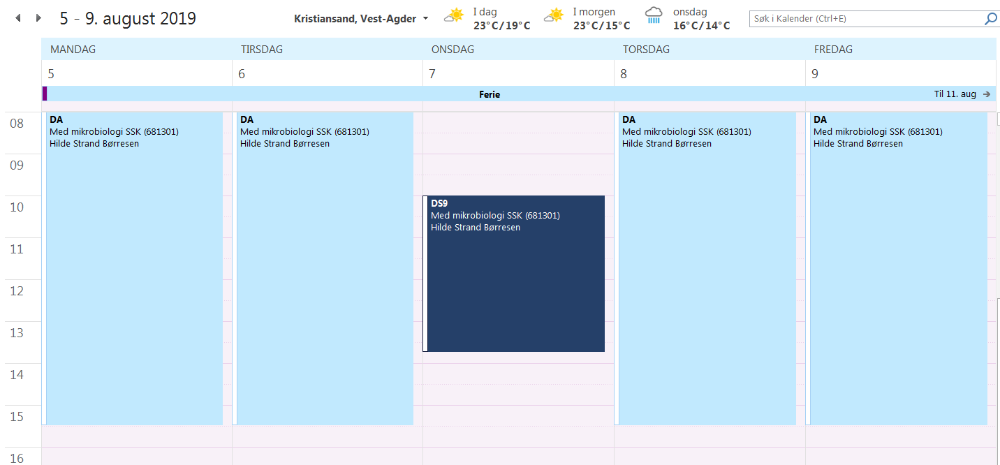 5 - 9. august 2019
Kristiansand, Vest-Agder
I dag
23°C/19°C
I morgen
23°C/15°C
onsdag
16°C/14°C
Søk i Kalender (Ctrl+E)
MANDAG
TIRSDAG
ONSDAG
TORSDAG
FREDAG
5
6
7
8
9
Ferie
Til 11. aug
08
09
10
11
12
13
14
15
16
DA
Med mikrobiologi SSK (681301)
Hilde Strand Børresen
DA
Med mikrobiologi SSK (681301)
Hilde Strand Børresen
DS9
Med mikrobiologi SSK (681301)
Hilde Strand Børresen
DA
Med mikrobiologi SSK (681301)
Hilde Strand Børresen
DA
Med mikrobiologi SSK (681301)
Hilde Strand Børresen